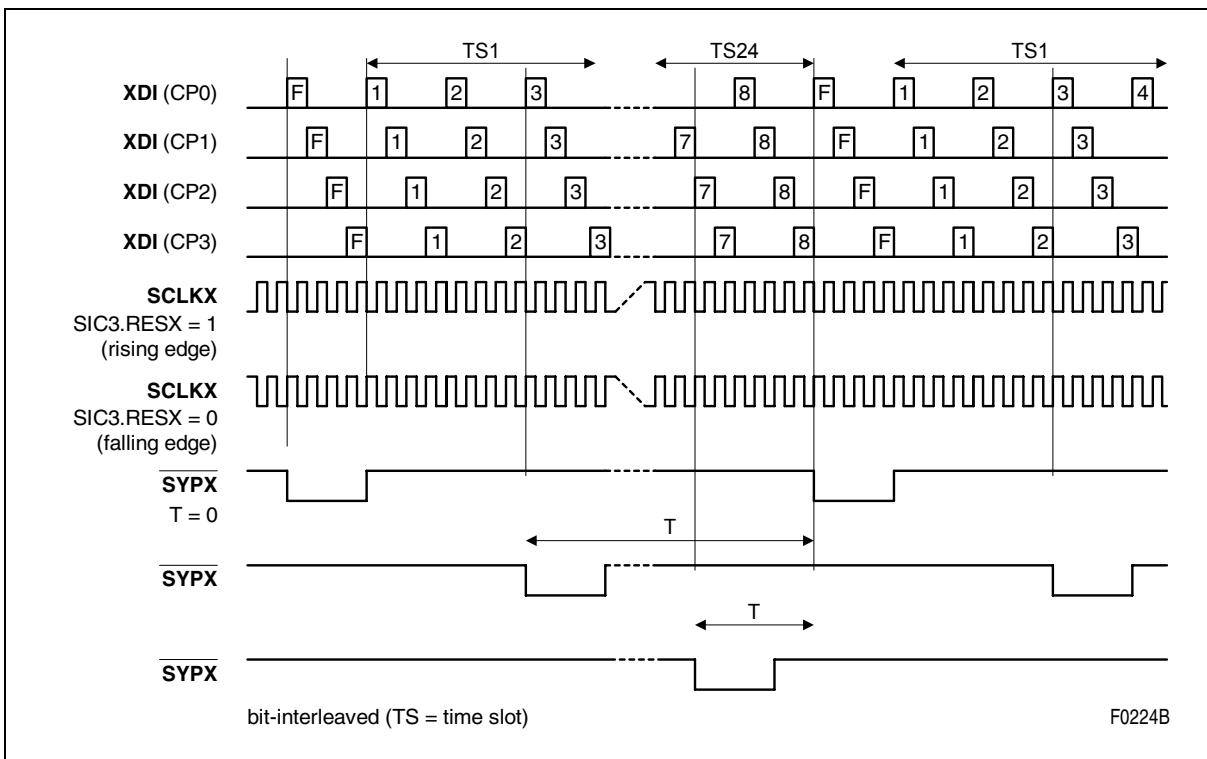 TS1 TS24 TS1
XDI (CP0) F 1 2 3 8 F 1 2 3 4
XDI (CP1) F 1 2 3 7 8 F 1 2 3
XDI (CP2) F 1 2 3 7 8 F 1 2 3
XDI (CP3) F 1 2 3 7 8 F 1 2 3
SCLKX
SIC3.RESX = 1
(rising edge)
SCLKX
SIC3.RESX = 0
(falling edge)
SYPX
T = 0
T
SYPX
T
SYPX
bit-interleaved (TS = time slot) F0224B